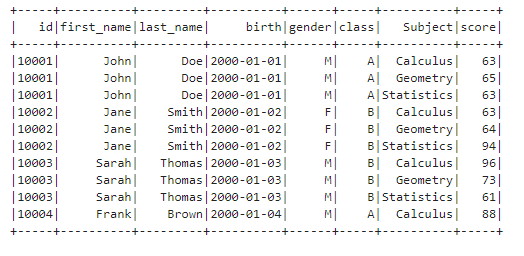 +-----+----------+---------+----------+------+-----+----------+-----+
|   id|first_name|last_name|     birth|gender|class|   Subject|score|
+-----+----------+---------+----------+------+-----+----------+-----+
|10001|      John|      Doe|2000-01-01|     M|    A|  Calculus|   63|
|10001|      John|      Doe|2000-01-01|     M|    A|  Geometry|   65|
|10001|      John|      Doe|2000-01-01|     M|    A|Statistics|   63|
|10002|      Jane|    Smith|2000-01-02|     F|    B|  Calculus|   63|
|10002|      Jane|    Smith|2000-01-02|     F|    B|  Geometry|   64|
|10002|      Jane|    Smith|2000-01-02|     F|    B|Statistics|   94|
|10003|     Sarah|   Thomas|2000-01-03|     M|    B|  Calculus|   96|
|10003|     Sarah|   Thomas|2000-01-03|     M|    B|  Geometry|   73|
|10003|     Sarah|   Thomas|2000-01-03|     M|    B|Statistics|   61|
|10004|     Frank|    Brown|2000-01-04|     M|    A|  Calculus|   88|
+-----+----------+---------+----------+------+-----+----------+-----+